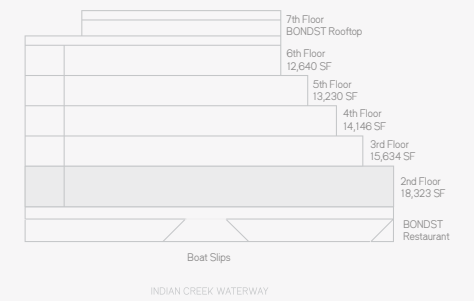 7th Floor
BONDST Rooftop
6th Floor
12,640 SF
5th Floor
13,230 SF
4th Floor
14,146 SF
3rd Floor
15,634 SF
2nd Floor
18,323 SF
BONDST
Restaurant
Boat Slips
INDIAN CREEK WATERWAY